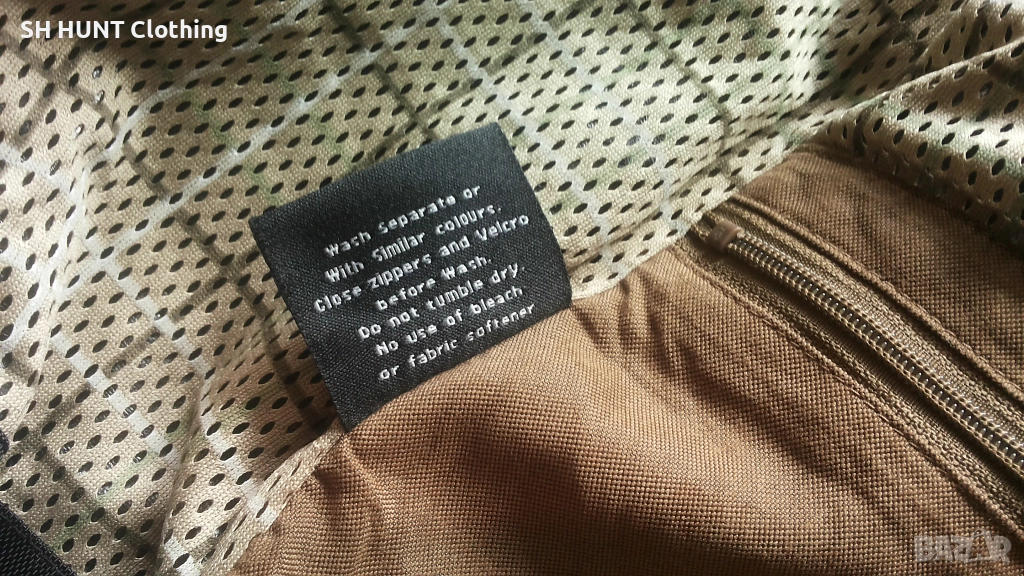 SH HUNT Clothing
Wach separate or
With Similar colours.
Close zippers and Velcro
before Wash.
Do not tumble dry.
No use of bleach
or fabric softener
BAZAR